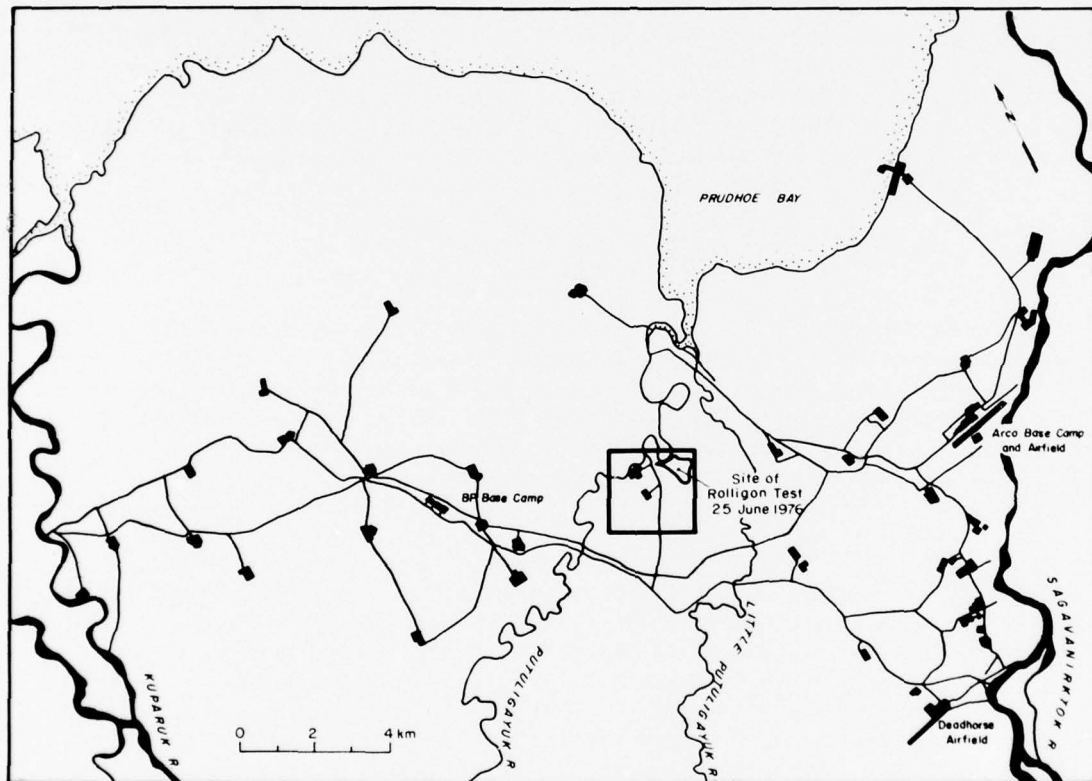 N
PRUDHOE BAY
Arco Base Camp
and Airfield
BP Base Camp
Site of
Rolligon Test
25 June 1976
KUPARUK R
PUTULIGAYUK R
LITTLE PUTULIGAYUK R
SAGAVANIRKTOK R
Deadhorse
Airfield
0 2 4 km